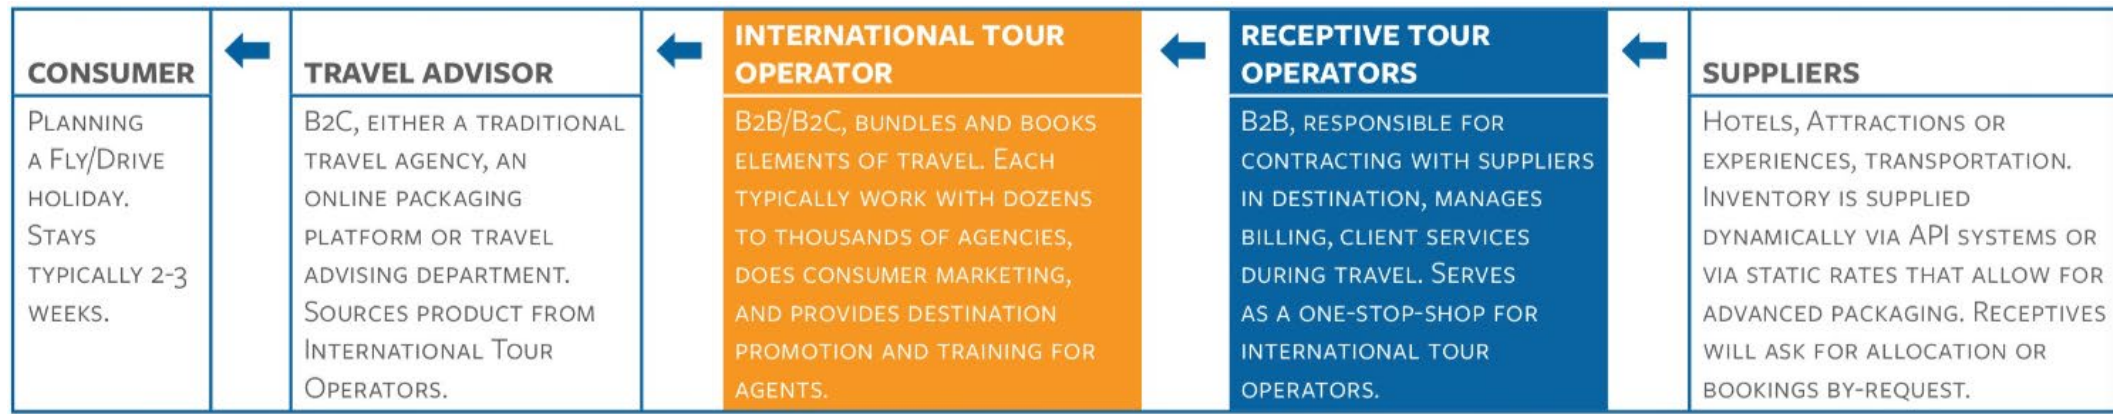 CONSUMER
PLANNING
A FLY/DRIVE
HOLIDAY.
STAYS
TYPICALLY 2-3
WEEKS.
TRAVEL ADVISOR
B2C, EITHER A TRADITIONAL
TRAVEL AGENCY, AN
ONLINE PACKAGING
PLATFORM OR TRAVEL
ADVISING DEPARTMENT.
SOURCES PRODUCT FROM
INTERNATIONAL TOUR
OPERATORS.
INTERNATIONAL TOUR
OPERATOR
B2B/B2C, BUNDLES AND BOOKS
ELEMENTS OF TRAVEL. EACH
TYPICALLY WORK WITH DOZENS
TO THOUSANDS OF AGENCIES,
DOES CONSUMER MARKETING,
AND PROVIDES DESTINATION
PROMOTION AND TRAINING FOR
AGENTS.
RECEPTIVE TOUR
OPERATORS
B2B, RESPONSIBLE FOR
CONTRACTING WITH SUPPLIERS
IN DESTINATION, MANAGES
BILLING, CLIENT SERVICES
DURING TRAVEL. SERVES
AS A ONE-STOP-SHOP FOR
INTERNATIONAL TOUR
OPERATORS.
SUPPLIERS
HOTELS, ATTRACTIONS OR
EXPERIENCES, TRANSPORTATION.
INVENTORY IS SUPPLIED
DYNAMICALLY VIA API SYSTEMS OR
VIA STATIC RATES THAT ALLOW FOR
ADVANCED PACKAGING. RECEPTIVES
WILL ASK FOR ALLOCATION OR
BOOKINGS BY-REQUEST.